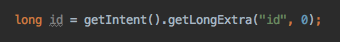 long id = getIntent().getLongExtra("id", 0);